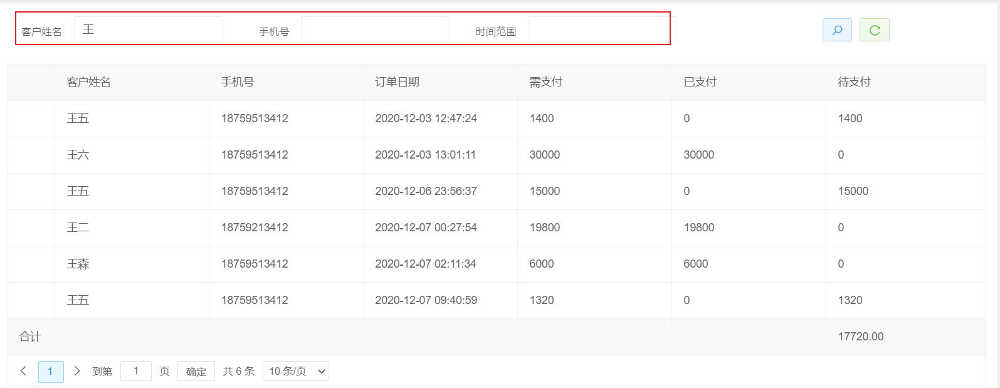 客户姓名 王 手机号 时间范围
客户姓名 手机号 订单日期 需支付 已支付 待支付
王五 18759513412 2020-12-03 12:47:24 1400 0 1400
王六 18759513412 2020-12-03 13:01:11 30000 30000 0
王五 18759513412 2020-12-06 23:56:37 15000 0 15000
王二 18759213412 2020-12-07 00:27:54 19800 19800 0
王森 18759513412 2020-12-07 02:11:34 6000 6000 0
王五 18759513412 2020-12-07 09:40:59 1320 0 1320
合计 17720.00
1 到第 1 页 确定 共 6 条 10 条/页